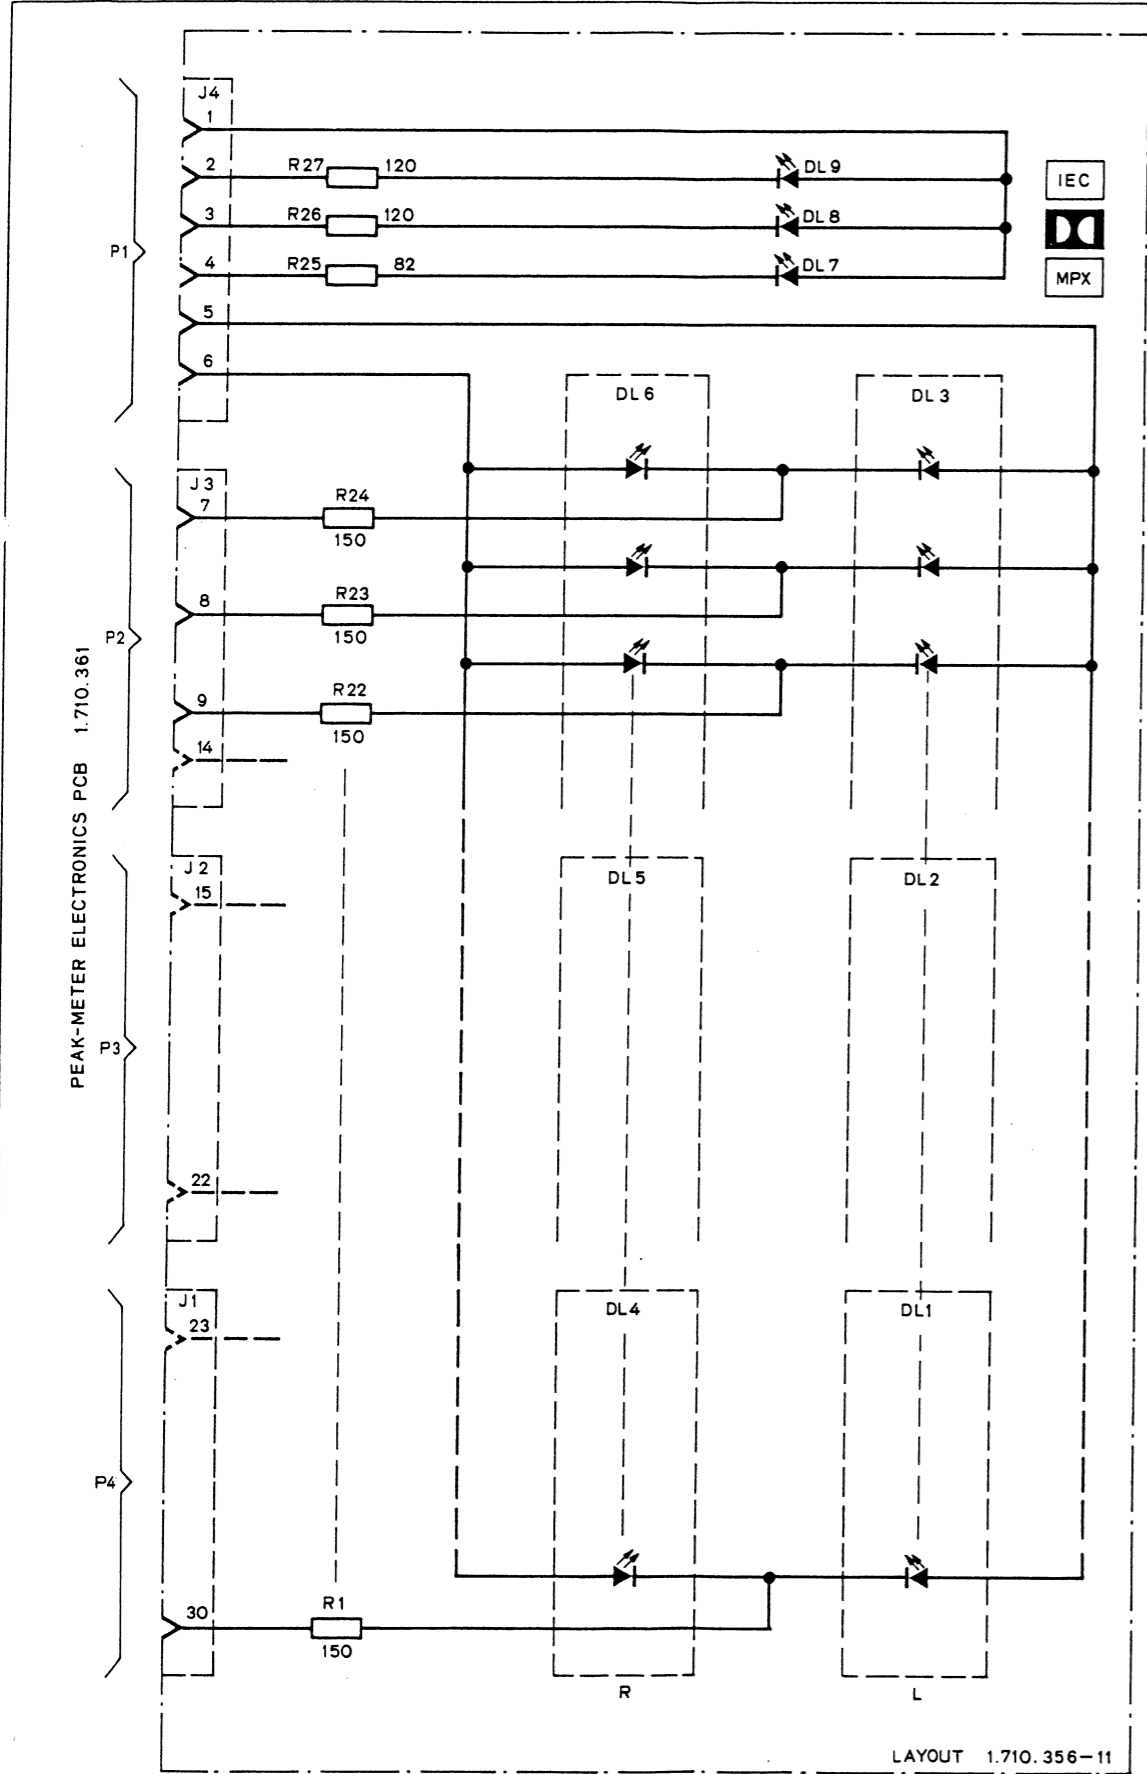 J4
1
2 R27 120 DL9 IEC
3 R26 120 DL8
P1
4 R25 82 DL7 MPX
5
6
DL6 DL3
J3
7 R24
150
8 R23
P2
150
9 R22
150
14
PEAK-METER ELECTRONICS PCB 1.710.361
J2
15
DL5 DL2
P3
22
J1
23
DL4 DL1
P4
30 R1
150
R L
LAYOUT 1.710.356-11